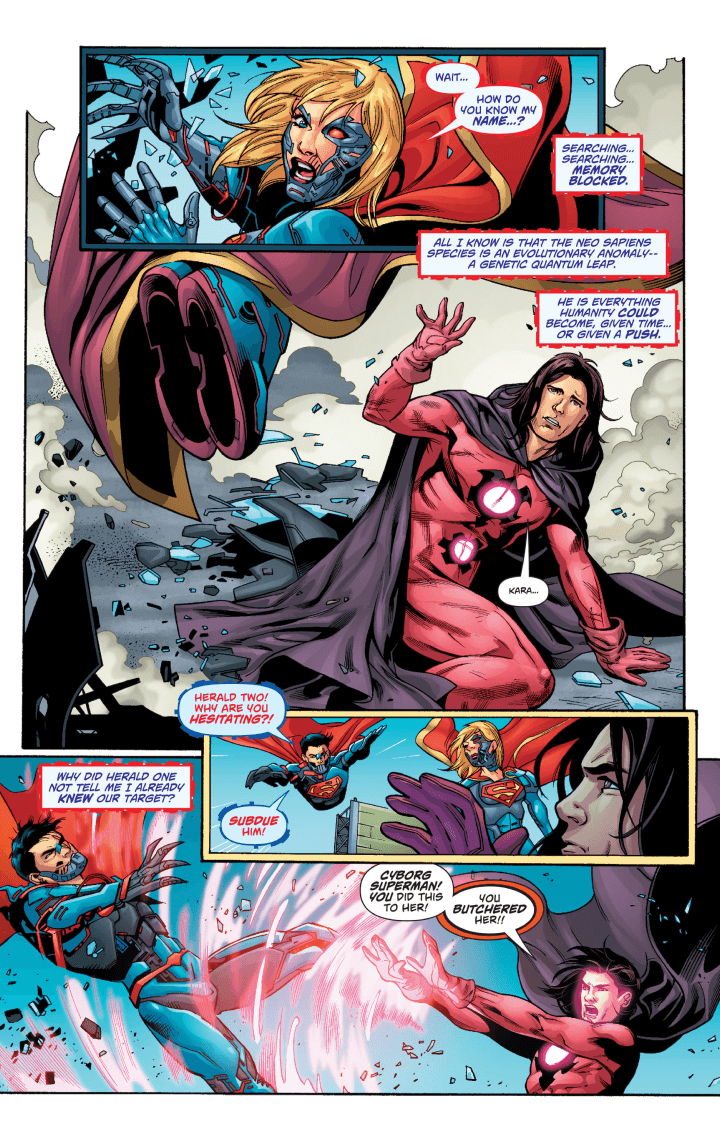 WAIT...
HOW DO
YOU KNOW MY
NAME...?
SEARCHING...
SEARCHING...
MEMORY
BLOCKED.
ALL I KNOW IS THAT THE NEO SAPIENS
SPECIES IS AN EVOLUTIONARY ANOMALY--
A GENETIC QUANTUM LEAP.
HE IS EVERYTHING
HUMANITY COULD
BECOME, GIVEN TIME...
OR GIVEN A PUSH.
KARA...
HERALD TWO!
WHY ARE YOU
HESITATING?!
SUBDUE
HIM!
WHY DID HERALD ONE
NOT TELL ME I ALREADY
KNEW OUR TARGET?
CYBORG
SUPERMAN!
YOU DID THIS
TO HER!
YOU
BUTCHERED
HER!!